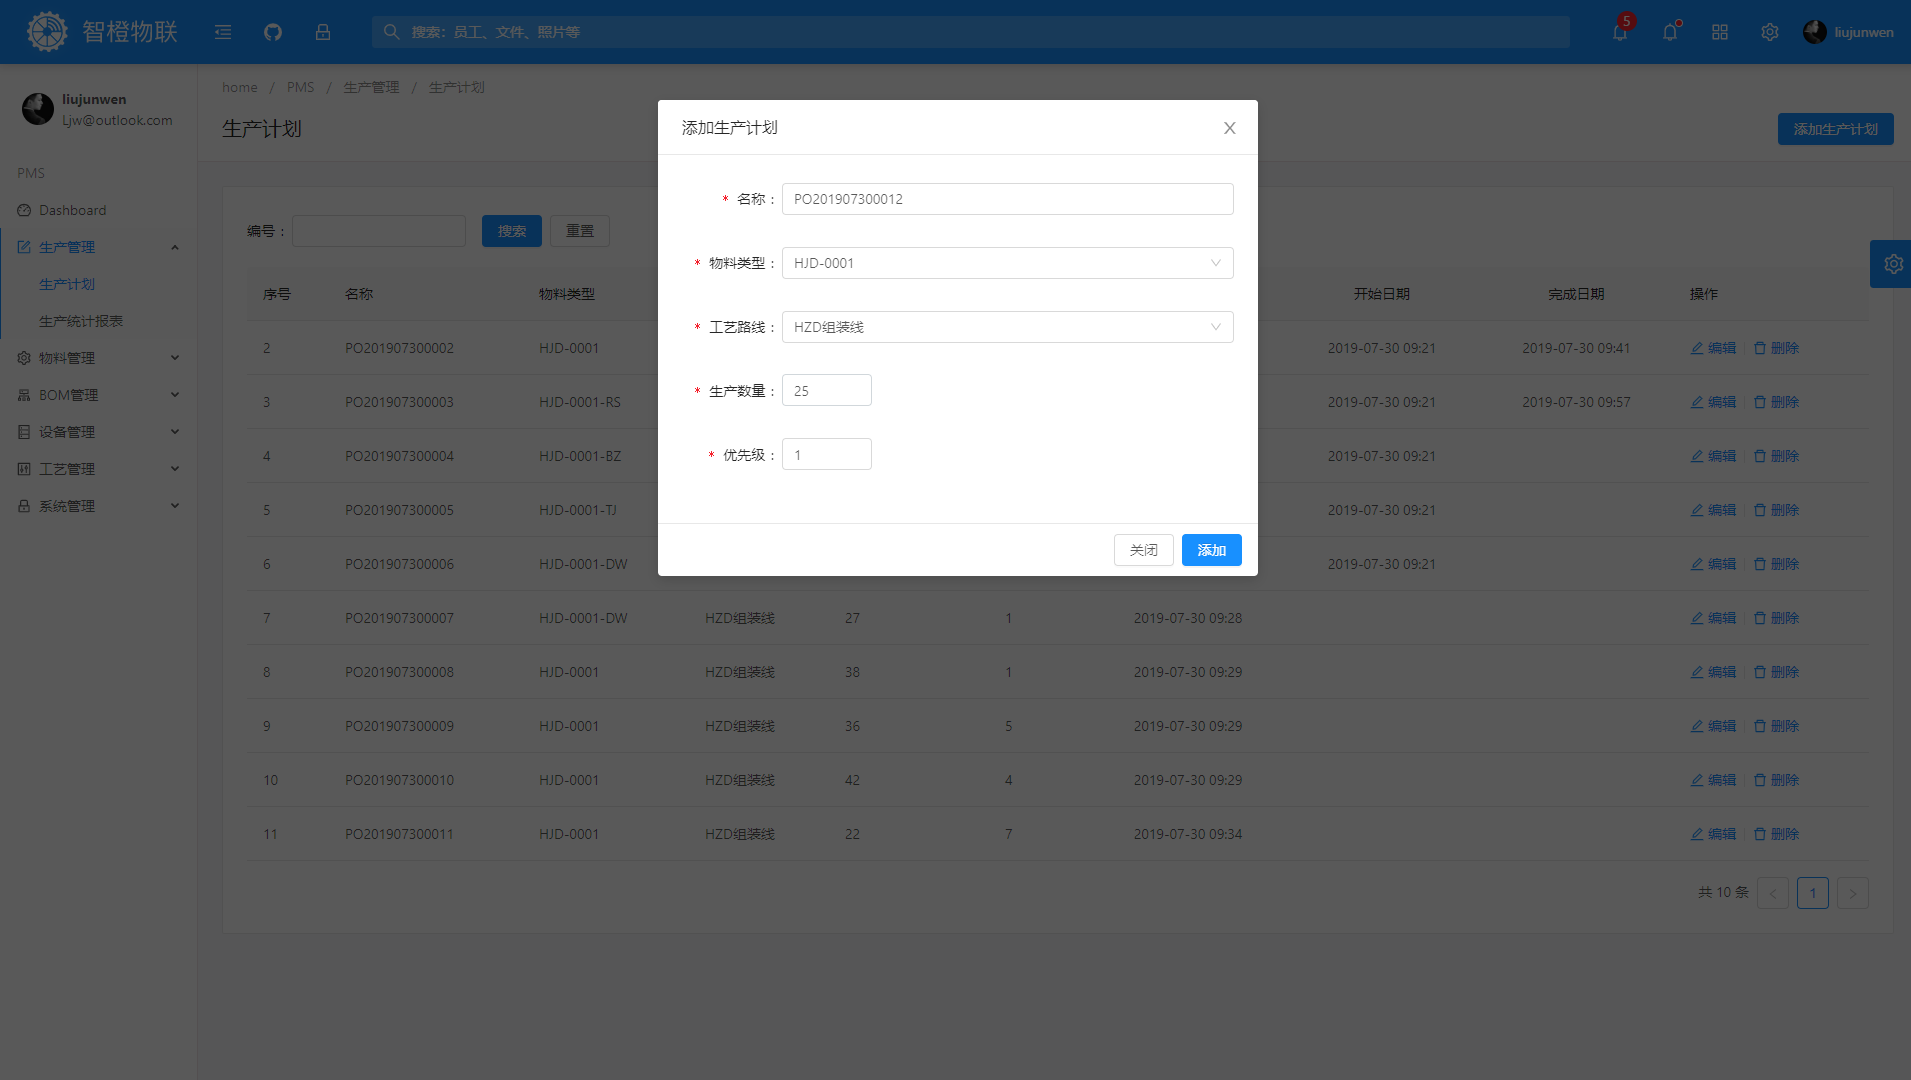 智橙物联
搜索：员工、文件、照片等
5
liujunwen
liujunwen
Ljw@outlook.com
PMS
Dashboard
生产管理
生产计划
生产统计报表
物料管理
BOM管理
设备管理
工艺管理
系统管理
home / PMS / 生产管理 / 生产计划
生产计划
添加生产计划
编号：
搜索
重置
序号 名称 物料类型 开始日期 完成日期 操作
2 PO201907300002 HJD-0001 2019-07-30 09:21 2019-07-30 09:41 编辑 删除
3 PO201907300003 HJD-0001-RS 2019-07-30 09:21 2019-07-30 09:57 编辑 删除
4 PO201907300004 HJD-0001-BZ 2019-07-30 09:21 编辑 删除
5 PO201907300005 HJD-0001-TJ 2019-07-30 09:21 编辑 删除
6 PO201907300006 HJD-0001-DW 2019-07-30 09:21 编辑 删除
7 PO201907300007 HJD-0001-DW HZD组装线 27 1 2019-07-30 09:28 编辑 删除
8 PO201907300008 HJD-0001 HZD组装线 38 1 2019-07-30 09:29 编辑 删除
9 PO201907300009 HJD-0001 HZD组装线 36 5 2019-07-30 09:29 编辑 删除
10 PO201907300010 HJD-0001 HZD组装线 42 4 2019-07-30 09:29 编辑 删除
11 PO201907300011 HJD-0001 HZD组装线 22 7 2019-07-30 09:34 编辑 删除
共 10 条 < 1 >
添加生产计划
* 名称： PO201907300012
* 物料类型： HJD-0001
* 工艺路线： HZD组装线
* 生产数量： 25
* 优先级： 1
关闭 添加